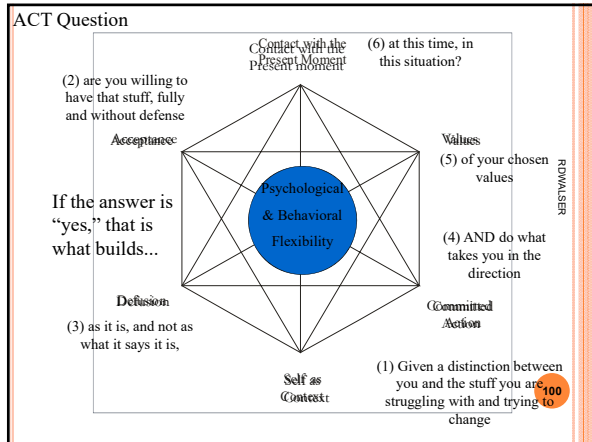 ACT Question
Contact with the
Present Moment
(6) at this time, in
this situation?
(2) are you willing to
have that stuff, fully
and without defense
Acceptance
Values
(5) of your chosen
values
RDWALSER
Psychological
& Behavioral
Flexibility
If the answer is
“yes,” that is
what builds...
(4) AND do what
takes you in the
direction
Defusion
Committed
Action
(3) as it is, and not as
what it says it is,
Self as
Context
(1) Given a distinction between
you and the stuff you are
struggling with and trying to
change
100